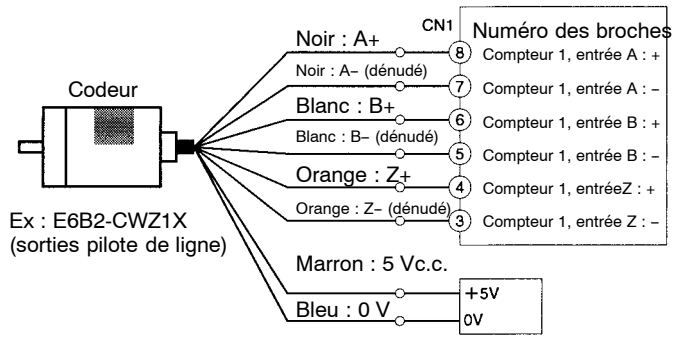 CN1
Numéro des broches
Codeur
Noir : A+
8
Compteur 1, entrée A : +
Noir : A– (dénudé)
7
Compteur 1, entrée A : –
Blanc : B+
6
Compteur 1, entrée B : +
Blanc : B– (dénudé)
5
Compteur 1, entrée B : –
Orange : Z+
4
Compteur 1, entréeZ : +
Orange : Z– (dénudé)
3
Compteur 1, entrée Z : –
Ex : E6B2-CWZ1X
(sorties pilote de ligne)
Marron : 5 Vc.c.
+5V
Bleu : 0 V
0V